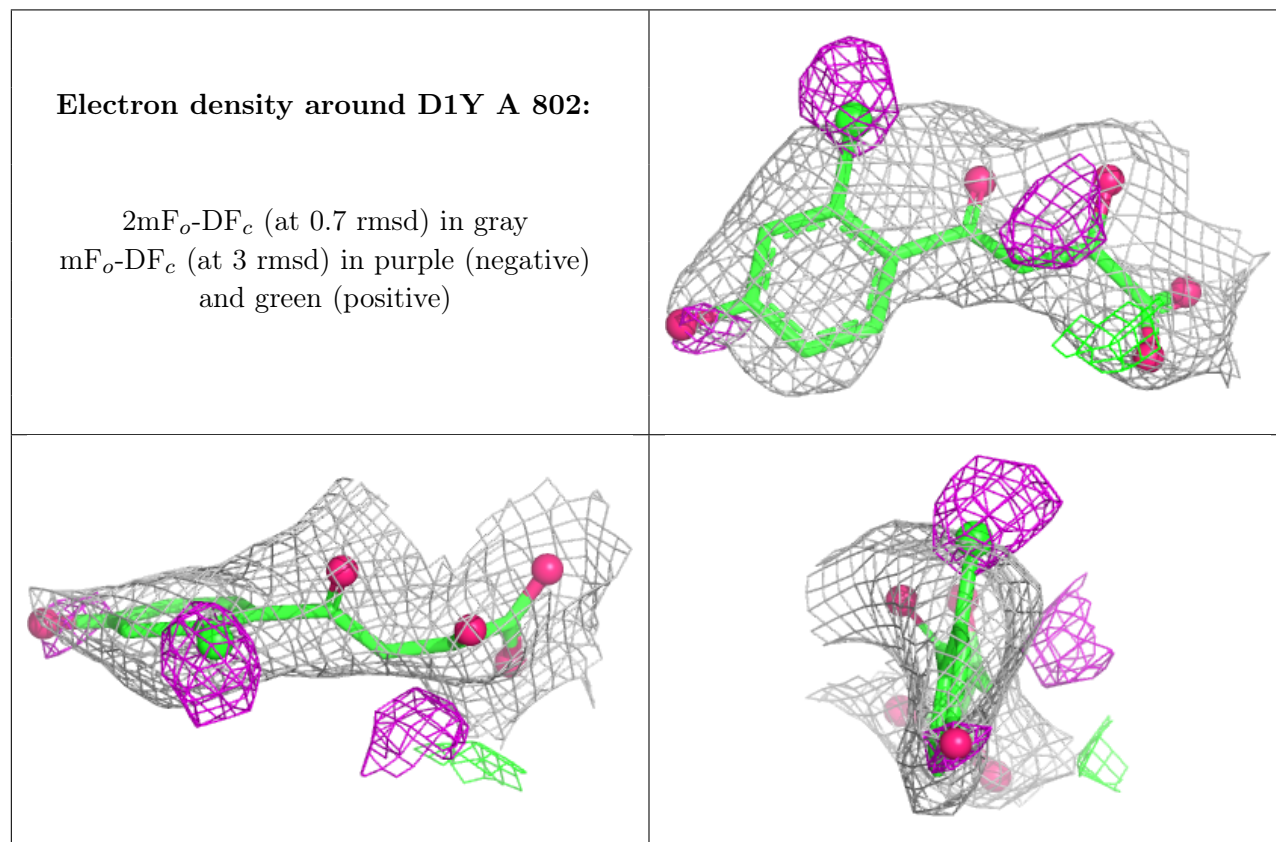 Electron density around D1Y A 802:
2mFo-DFc (at 0.7 rmsd) in gray
mFo-DFc (at 3 rmsd) in purple (negative)
and green (positive)